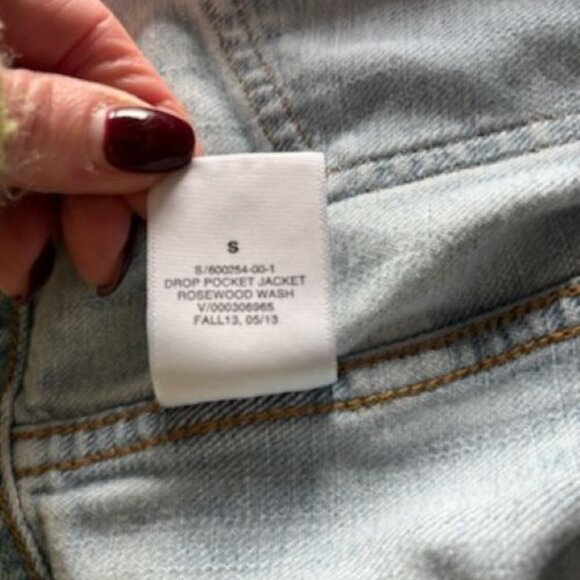 S
S/600254-00-1
DROP POCKET JACKET
ROSEWOOD WASH
V/000306965
FALL13, 05/13